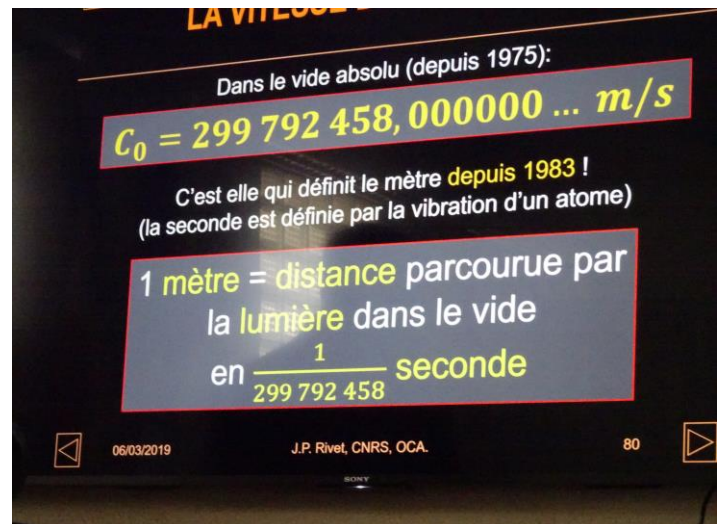 LA VITESSE
Dans le vide absolu (depuis 1975):
C₀ = 299 792 458,000000 ... m/s
C'est elle qui définit le mètre depuis 1983 !
(la seconde est définie par la vibration d'un atome)
1 mètre = distance parcourue par
la lumière dans le vide
en 1/299 792 458 seconde
06/03/2019 J.P. Rivet, CNRS, OCA. 80
SONY